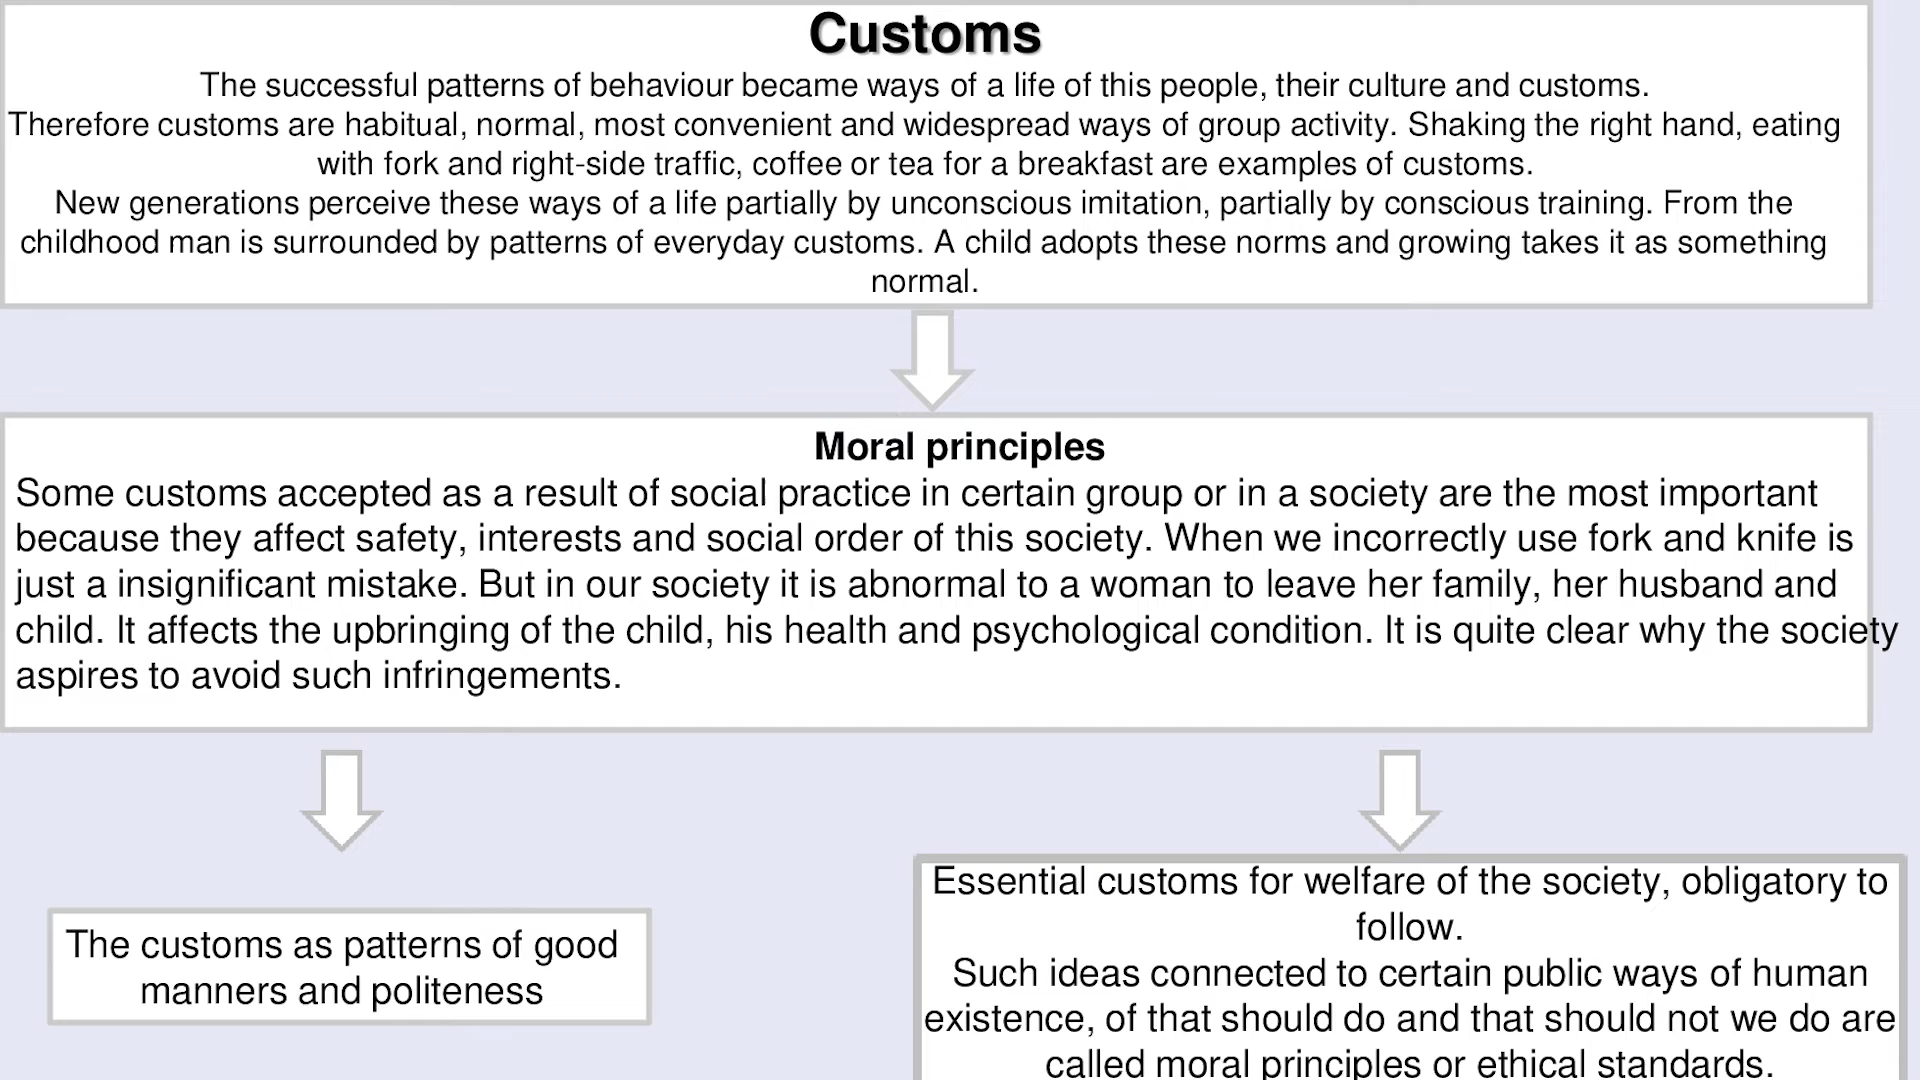 Customs
The successful patterns of behaviour became ways of a life of this people, their culture and customs.
Therefore customs are habitual, normal, most convenient and widespread ways of group activity. Shaking the right hand, eating
with fork and right-side traffic, coffee or tea for a breakfast are examples of customs.
New generations perceive these ways of a life partially by unconscious imitation, partially by conscious training. From the
childhood man is surrounded by patterns of everyday customs. A child adopts these norms and growing takes it as something
normal.
Moral principles
Some customs accepted as a result of social practice in certain group or in a society are the most important
because they affect safety, interests and social order of this society. When we incorrectly use fork and knife is
just a insignificant mistake. But in our society it is abnormal to a woman to leave her family, her husband and
child. It affects the upbringing of the child, his health and psychological condition. It is quite clear why the society
aspires to avoid such infringements.
The customs as patterns of good
manners and politeness
Essential customs for welfare of the society, obligatory to
follow.
Such ideas connected to certain public ways of human
existence, of that should do and that should not we do are
called moral principles or ethical standards.